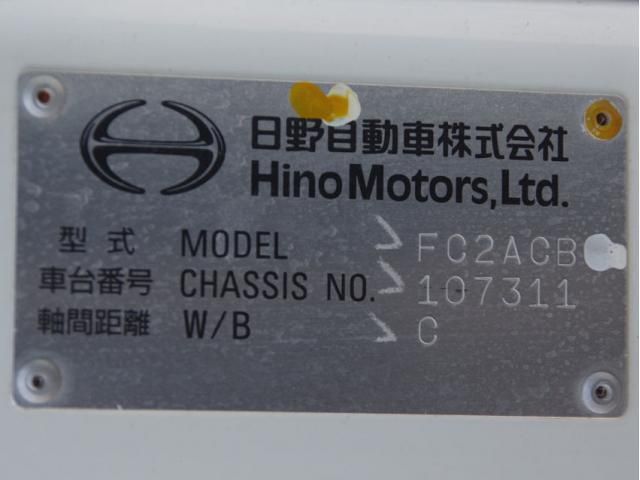 日野自動車株式会社
Hino Motors, Ltd.
型式 MODEL FC2ACB
車台番号 CHASSIS NO. 107311
軸間距離 W/B C